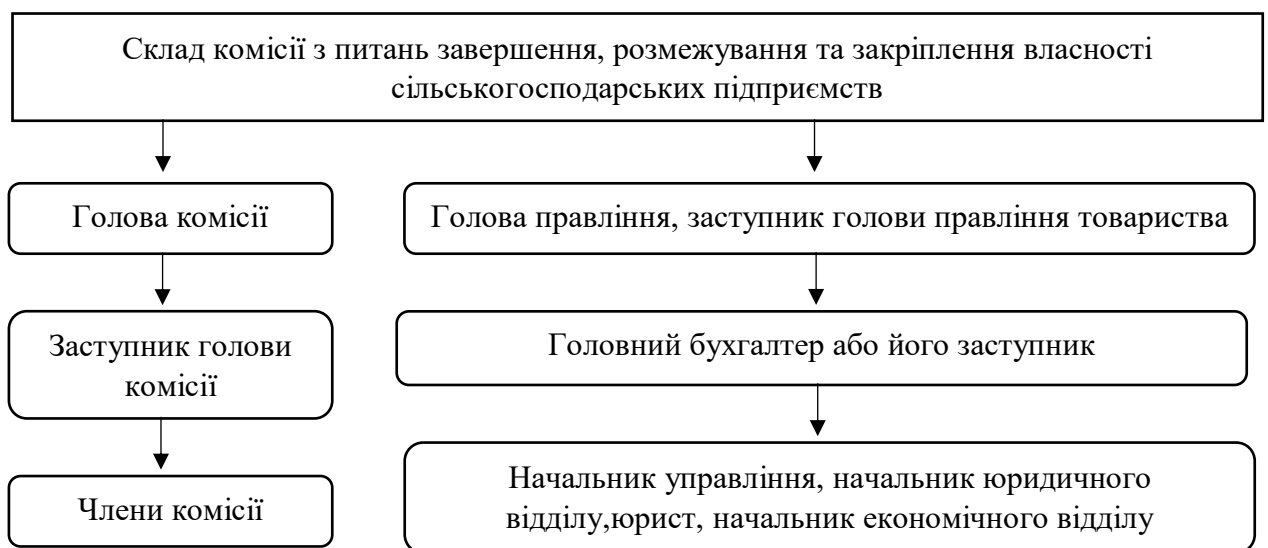 Склад комісії з питань завершення, розмежування та закріплення власності
сільськогосподарських підприємств
Голова комісії
Голова правління, заступник голови правління товариства
Заступник голови
комісії
Головний бухгалтер або його заступник
Члени комісії
Начальник управління, начальник юридичного
відділу,юрист, начальник економічного відділу